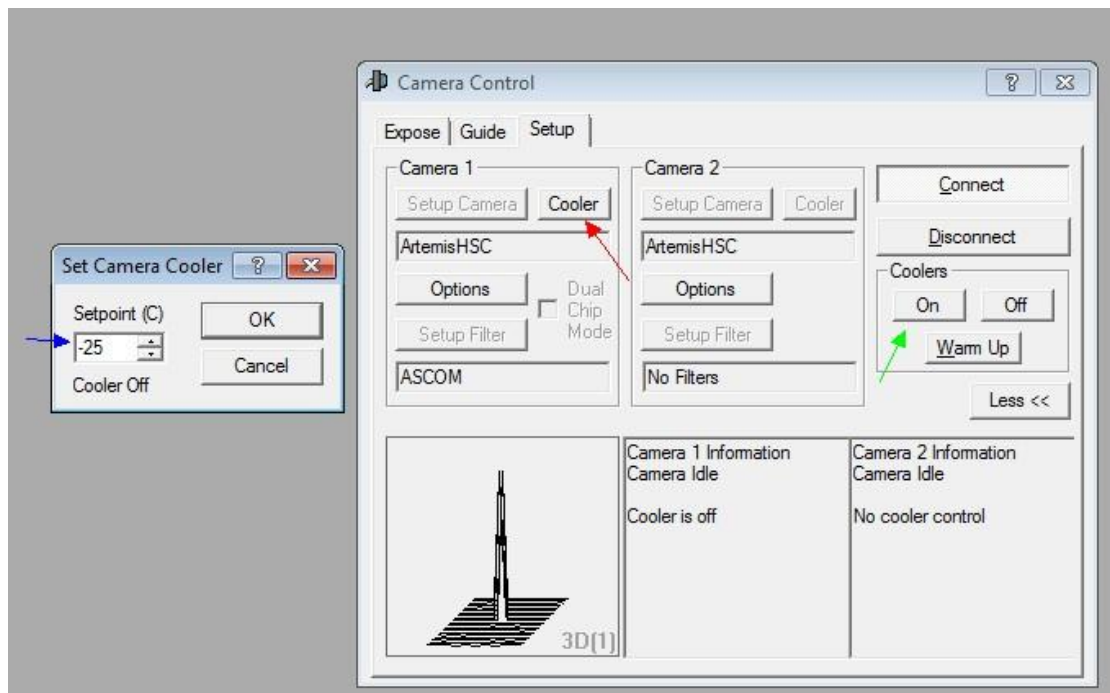 Camera Control
Expose Guide Setup
Camera 1
Setup Camera Cooler
ArtemisHSC
Options
Dual
Chip
Mode
Setup Filter
ASCOM
Camera 2
Setup Camera Cooler
ArtemisHSC
Options
Setup Filter
No Filters
Connect
Disconnect
Coolers
On Off
Warm Up
Less <<
Set Camera Cooler
Setpoint (C)
-25
Cooler Off
OK
Cancel
3D(1)
Camera 1 Information
Camera Idle
Cooler is off
Camera 2 Information
Camera Idle
No cooler control